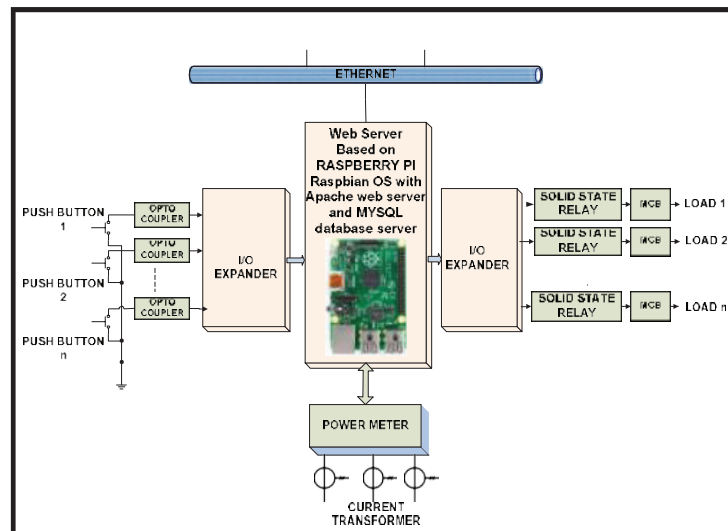 ETHERNET
Web Server
Based on
RASPBERRY PI
Raspbian OS with
Apache web server
and MYSQL
database server
PUSH BUTTON
1
PUSH BUTTON
2
PUSH BUTTON
n
OPTO
COUPLER
OPTO
COUPLER
OPTO
COUPLER
I/O
EXPANDER
I/O
EXPANDER
SOLID STATE
RELAY
MCB
LOAD 1
SOLID STATE
RELAY
MCB
LOAD 2
SOLID STATE
RELAY
MCB
LOAD n
POWER METER
CURRENT
TRANSFORMER